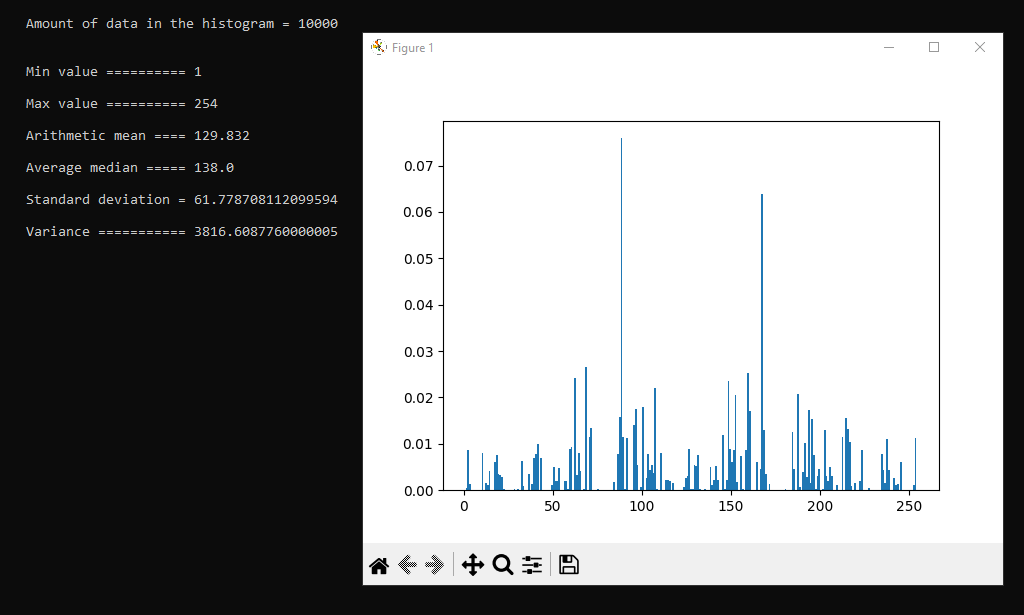 Amount of data in the histogram = 10000
Min value ========== 1
Max value ========== 254
Arithmetic mean ==== 129.832
Average median ===== 138.0
Standard deviation = 61.778708112099594
Variance =========== 3816.6087760000005
Figure 1
0.07
0.06
0.05
0.04
0.03
0.02
0.01
0.00
0 50 100 150 200 250